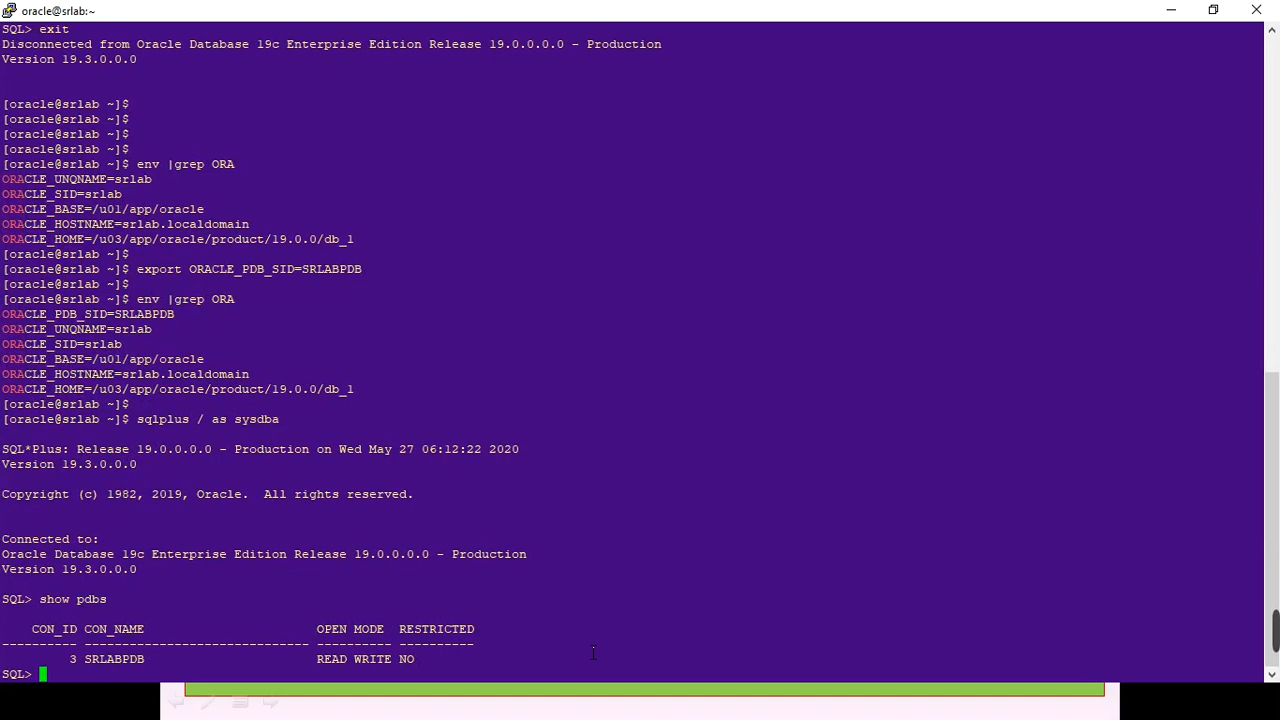 oracle@srlab:~
SQL> exit
Disconnected from Oracle Database 19c Enterprise Edition Release 19.0.0.0.0 - Production
Version 19.3.0.0.0
[oracle@srlab ~]$
[oracle@srlab ~]$
[oracle@srlab ~]$
[oracle@srlab ~]$
[oracle@srlab ~]$ env |grep ORA
ORACLE_UNQNAME=srlab
ORACLE_SID=srlab
ORACLE_BASE=/u01/app/oracle
ORACLE_HOSTNAME=srlab.localdomain
ORACLE_HOME=/u03/app/oracle/product/19.0.0/db_1
[oracle@srlab ~]$
[oracle@srlab ~]$ export ORACLE_PDB_SID=SRLABPDB
[oracle@srlab ~]$
[oracle@srlab ~]$ env |grep ORA
ORACLE_PDB_SID=SRLABPDB
ORACLE_UNQNAME=srlab
ORACLE_SID=srlab
ORACLE_BASE=/u01/app/oracle
ORACLE_HOSTNAME=srlab.localdomain
ORACLE_HOME=/u03/app/oracle/product/19.0.0/db_1
[oracle@srlab ~]$
[oracle@srlab ~]$ sqlplus / as sysdba
SQL*Plus: Release 19.0.0.0.0 - Production on Wed May 27 06:12:22 2020
Version 19.3.0.0.0
Copyright (c) 1982, 2019, Oracle.  All rights reserved.
Connected to:
Oracle Database 19c Enterprise Edition Release 19.0.0.0.0 - Production
Version 19.3.0.0.0
SQL> show pdbs
    CON_ID CON_NAME                       OPEN MODE  RESTRICTED
---------- ------------------------------ ---------- ----------
         3 SRLABPDB                       READ WRITE NO
SQL>